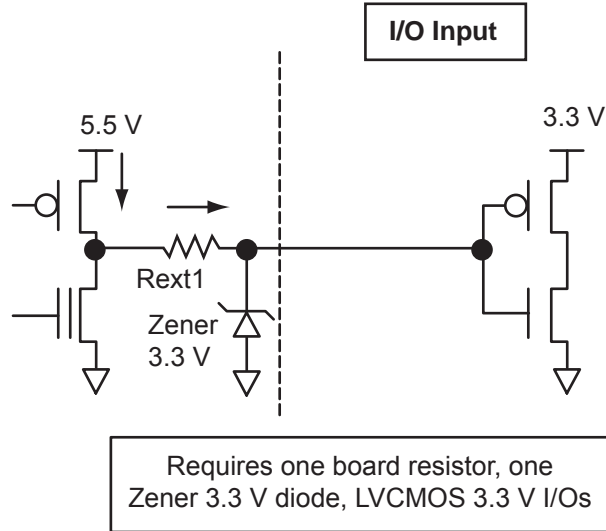 I/O Input
5.5 V
3.3 V
Rext1
Zener
3.3 V
Requires one board resistor, one
Zener 3.3 V diode, LVCMOS 3.3 V I/Os